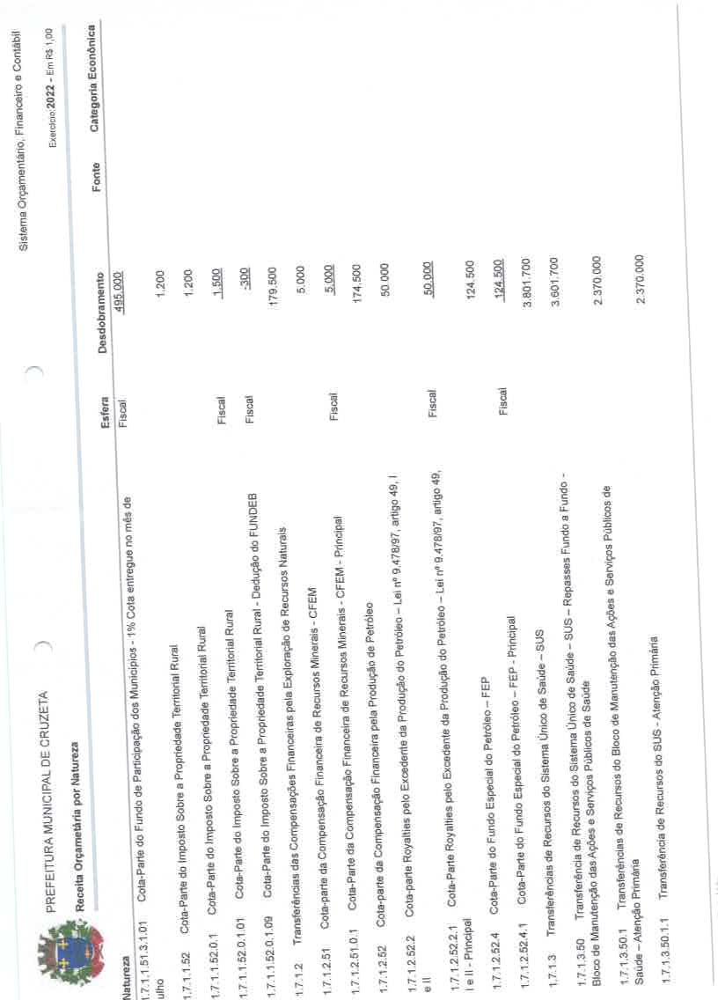 Sistema Orçamentário, Financeiro e Contábil
PREFEITURA MUNICIPAL DE CRUZETA
Exercício: 2022 - Em R$ 1,00
Receita Orçametária por Natureza
Natureza Esfera Desdobramento Fonte Categoria Econônica
1.7.1.1.51.3.1.01 Cota-Parte do Fundo de Participação dos Municípios - 1% Cota entregue no mês de Fiscal 495.000
ulho
1.7.1.1.52 Cota-Parte do Imposto Sobre a Propriedade Territorial Rural 1.200
1.7.1.1.52.0.1 Cota-Parte do Imposto Sobre a Propriedade Territorial Rural 1.200
1.7.1.1.52.0.1.01 Cota-Parte do Imposto Sobre a Propriedade Territorial Rural Fiscal 1.500
1.7.1.1.52.0.1.09 Cota-Parte do Imposto Sobre a Propriedade Territorial Rural - Dedução do FUNDEB Fiscal -300
1.7.1.2 Transferências das Compensações Financeiras pela Exploração de Recursos Naturais 179.500
1.7.1.2.51 Cota-parte da Compensação Financeira de Recursos Minerais - CFEM 5.000
1.7.1.2.51.0.1 Cota-Parte da Compensação Financeira de Recursos Minerais - CFEM - Principal Fiscal 5.000
1.7.1.2.52 Cota-parte da Compensação Financeira pela Produção de Petróleo 174.500
1.7.1.2.52.2 Cota-parte Royalties pelo Excedente da Produção do Petróleo – Lei nº 9.478/97, artigo 49, I 50.000
e II
1.7.1.2.52.2.1 Cota-Parte Royalties pelo Excedente da Produção do Petróleo – Lei nº 9.478/97, artigo 49, Fiscal 50.000
I e II - Principal
1.7.1.2.52.4 Cota-Parte do Fundo Especial do Petróleo – FEP 124.500
1.7.1.2.52.4.1 Cota-Parte do Fundo Especial do Petróleo – FEP - Principal Fiscal 124.500
1.7.1.3 Transferências de Recursos do Sistema Único de Saúde – SUS 3.801.700
1.7.1.3.50 Transferência de Recursos do Sistema Único de Saúde – SUS – Repasses Fundo a Fundo - 3.601.700
Bloco de Manutenção das Ações e Serviços Públicos de Saúde
1.7.1.3.50.1 Transferências de Recursos do Bloco de Manutenção das Ações e Serviços Públicos de 2.370.000
Saúde – Atenção Primária
1.7.1.3.50.1.1 Transferência de Recursos do SUS - Atenção Primária 2.370.000